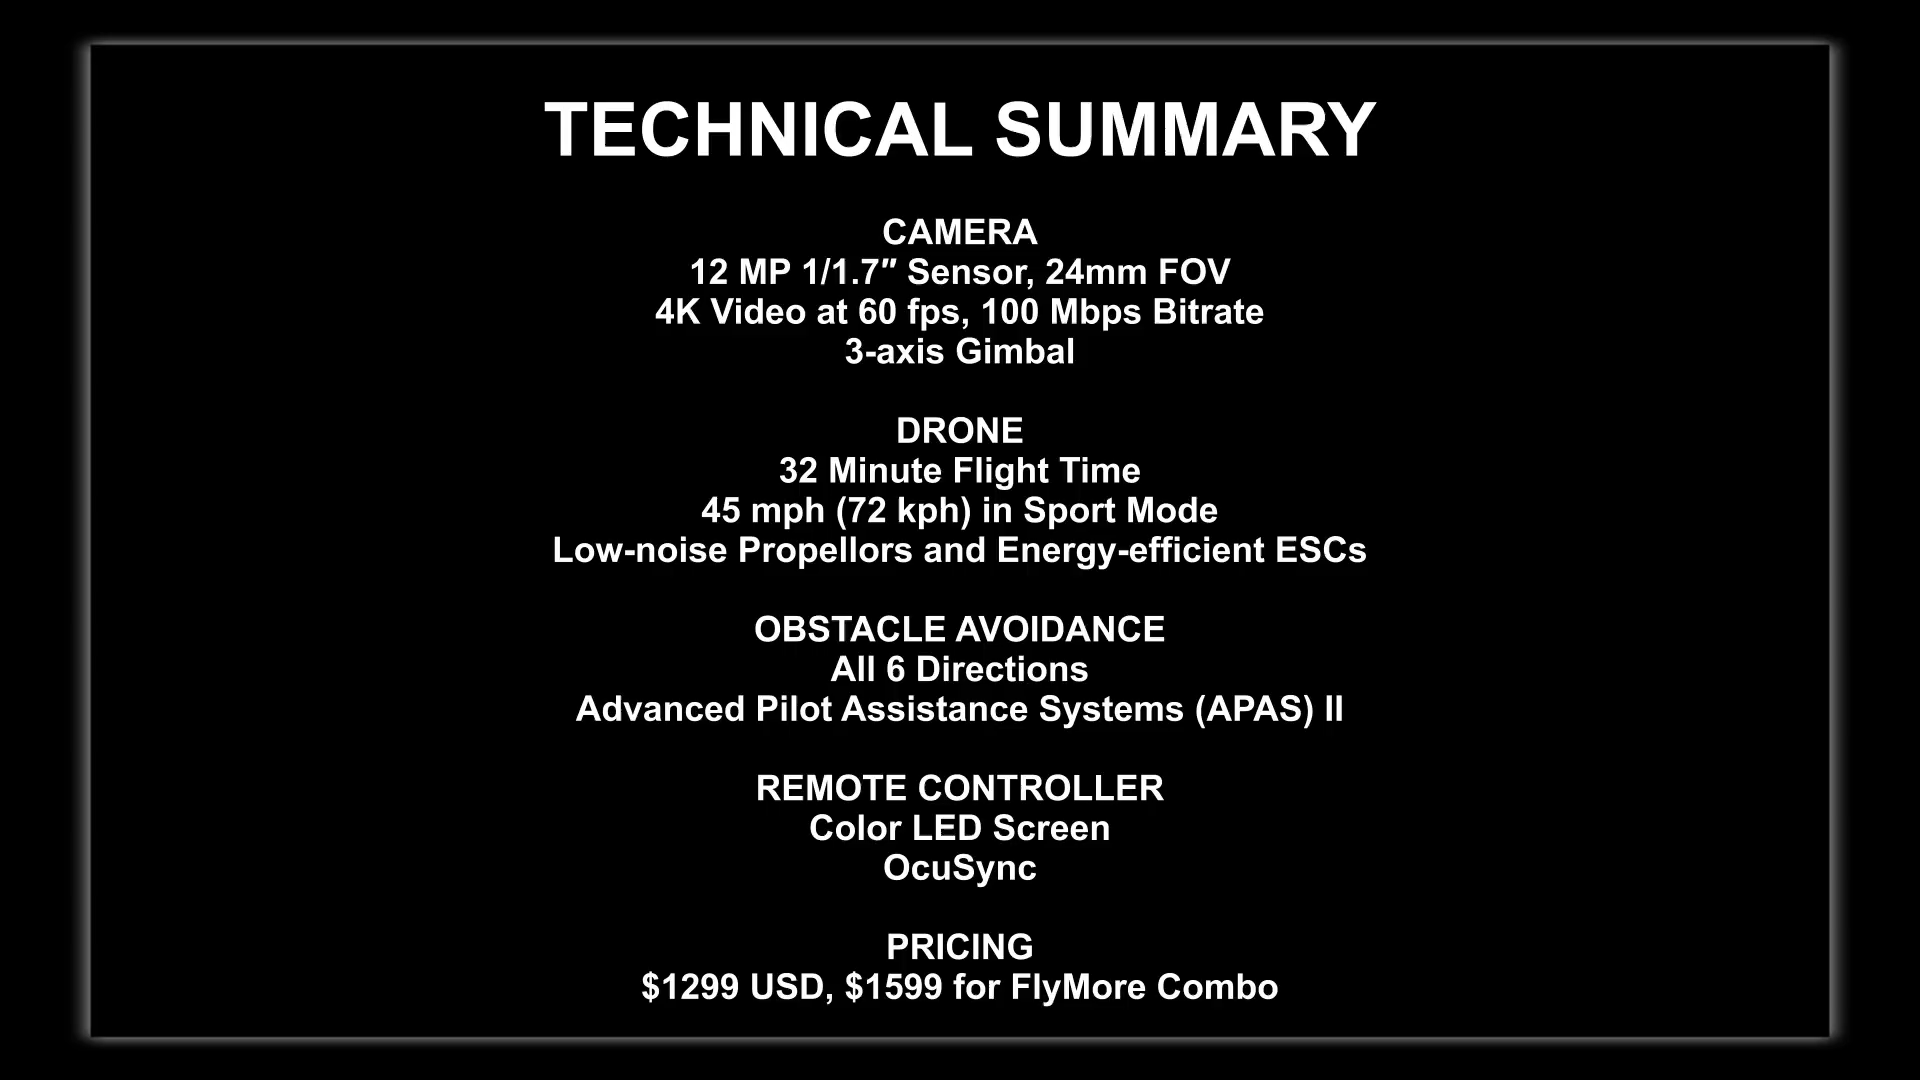 TECHNICAL SUMMARY
CAMERA
12 MP 1/1.7″ Sensor, 24mm FOV
4K Video at 60 fps, 100 Mbps Bitrate
3-axis Gimbal
DRONE
32 Minute Flight Time
45 mph (72 kph) in Sport Mode
Low-noise Propellors and Energy-efficient ESCs
OBSTACLE AVOIDANCE
All 6 Directions
Advanced Pilot Assistance Systems (APAS) II
REMOTE CONTROLLER
Color LED Screen
OcuSync
PRICING
$1299 USD, $1599 for FlyMore Combo